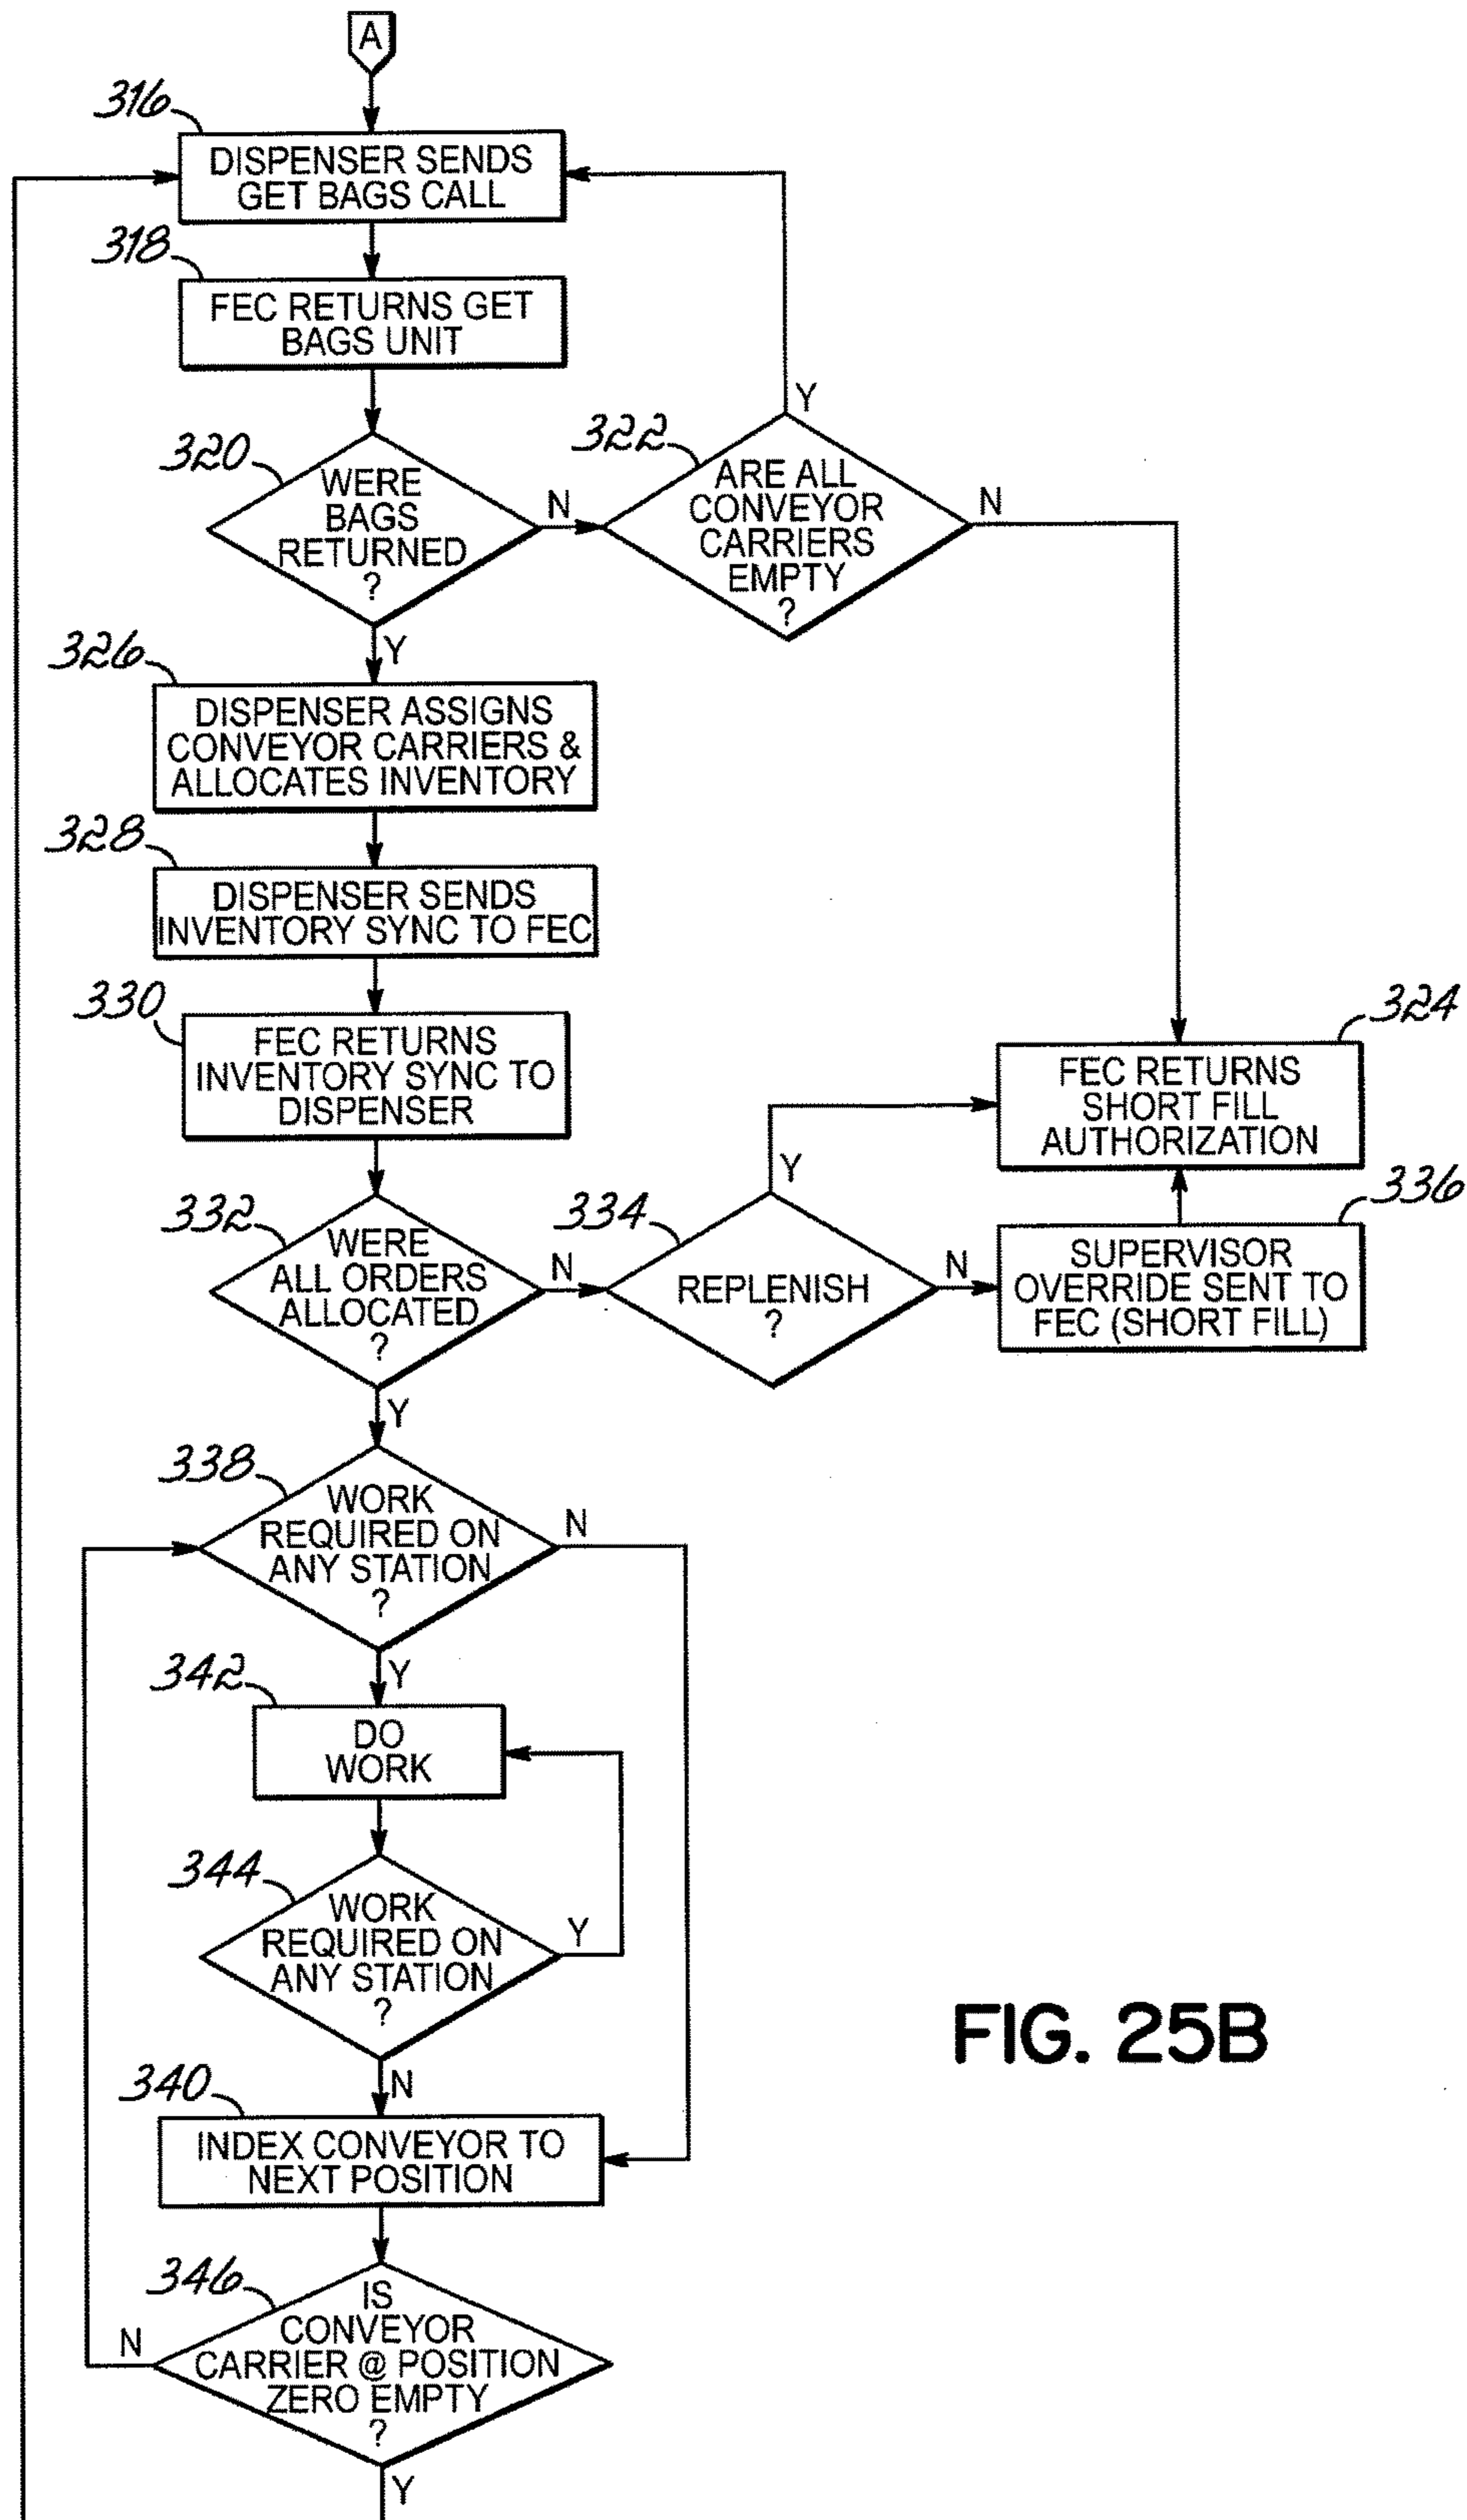 A
316
DISPENSER SENDS
GET BAGS CALL
318
FEC RETURNS GET
BAGS UNIT
320
WERE
BAGS
RETURNED
?
N
Y
322
ARE ALL
CONVEYOR
CARRIERS
EMPTY
?
Y
N
326
DISPENSER ASSIGNS
CONVEYOR CARRIERS &
ALLOCATES INVENTORY
328
DISPENSER SENDS
INVENTORY SYNC TO FEC
330
FEC RETURNS
INVENTORY SYNC TO
DISPENSER
324
FEC RETURNS
SHORT FILL
AUTHORIZATION
332
WERE
ALL ORDERS
ALLOCATED
?
N
Y
334
REPLENISH
?
Y
N
336
SUPERVISOR
OVERRIDE SENT TO
FEC (SHORT FILL)
338
WORK
REQUIRED ON
ANY STATION
?
N
Y
342
DO
WORK
344
WORK
REQUIRED ON
ANY STATION
?
Y
N
340
INDEX CONVEYOR TO
NEXT POSITION
346
IS
CONVEYOR
CARRIER @ POSITION
ZERO EMPTY
?
N
Y
FIG. 25B